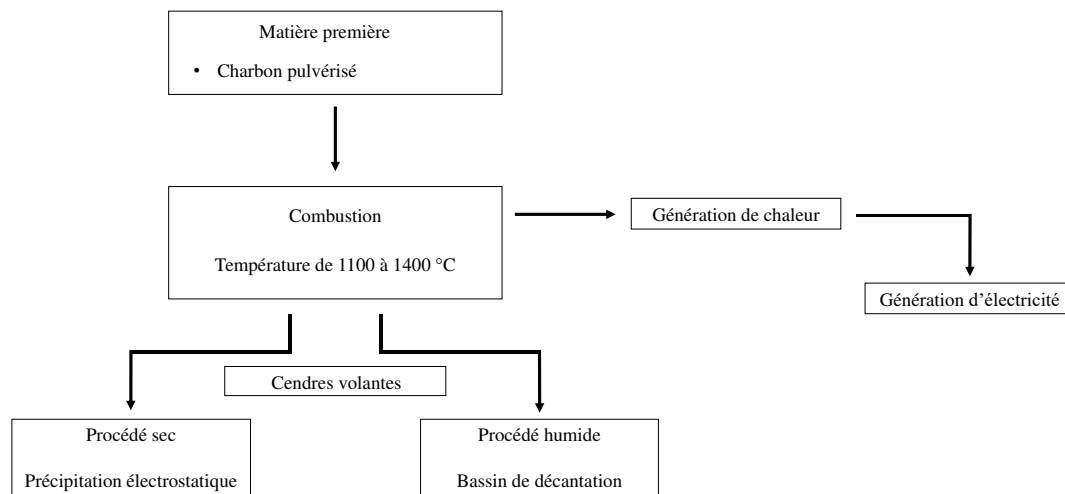 Matière première
• Charbon pulvérisé
Combustion
Température de 1100 à 1400 °C
Génération de chaleur
Génération d’électricité
Cendres volantes
Procédé sec
Précipitation électrostatique
Procédé humide
Bassin de décantation